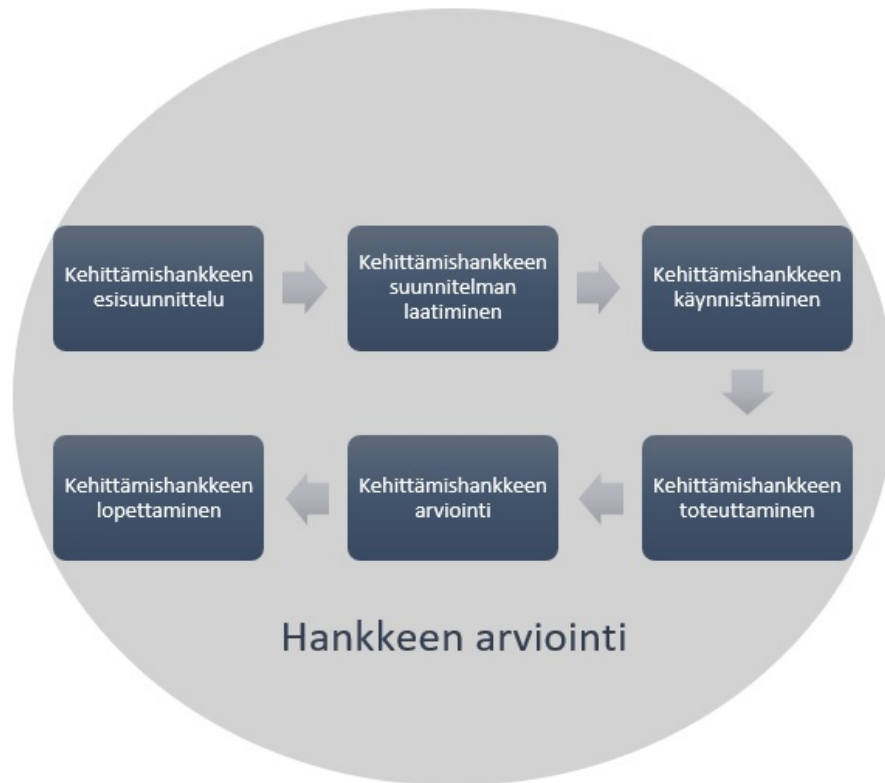 Kehittämishankkeen
esisuunnittelu
Kehittämishankkeen
suunnitelman
laatiminen
Kehittämishankkeen
käynnistäminen
Kehittämishankkeen
toteuttaminen
Kehittämishankkeen
arviointi
Kehittämishankkeen
lopettaminen
Hankkeen arviointi